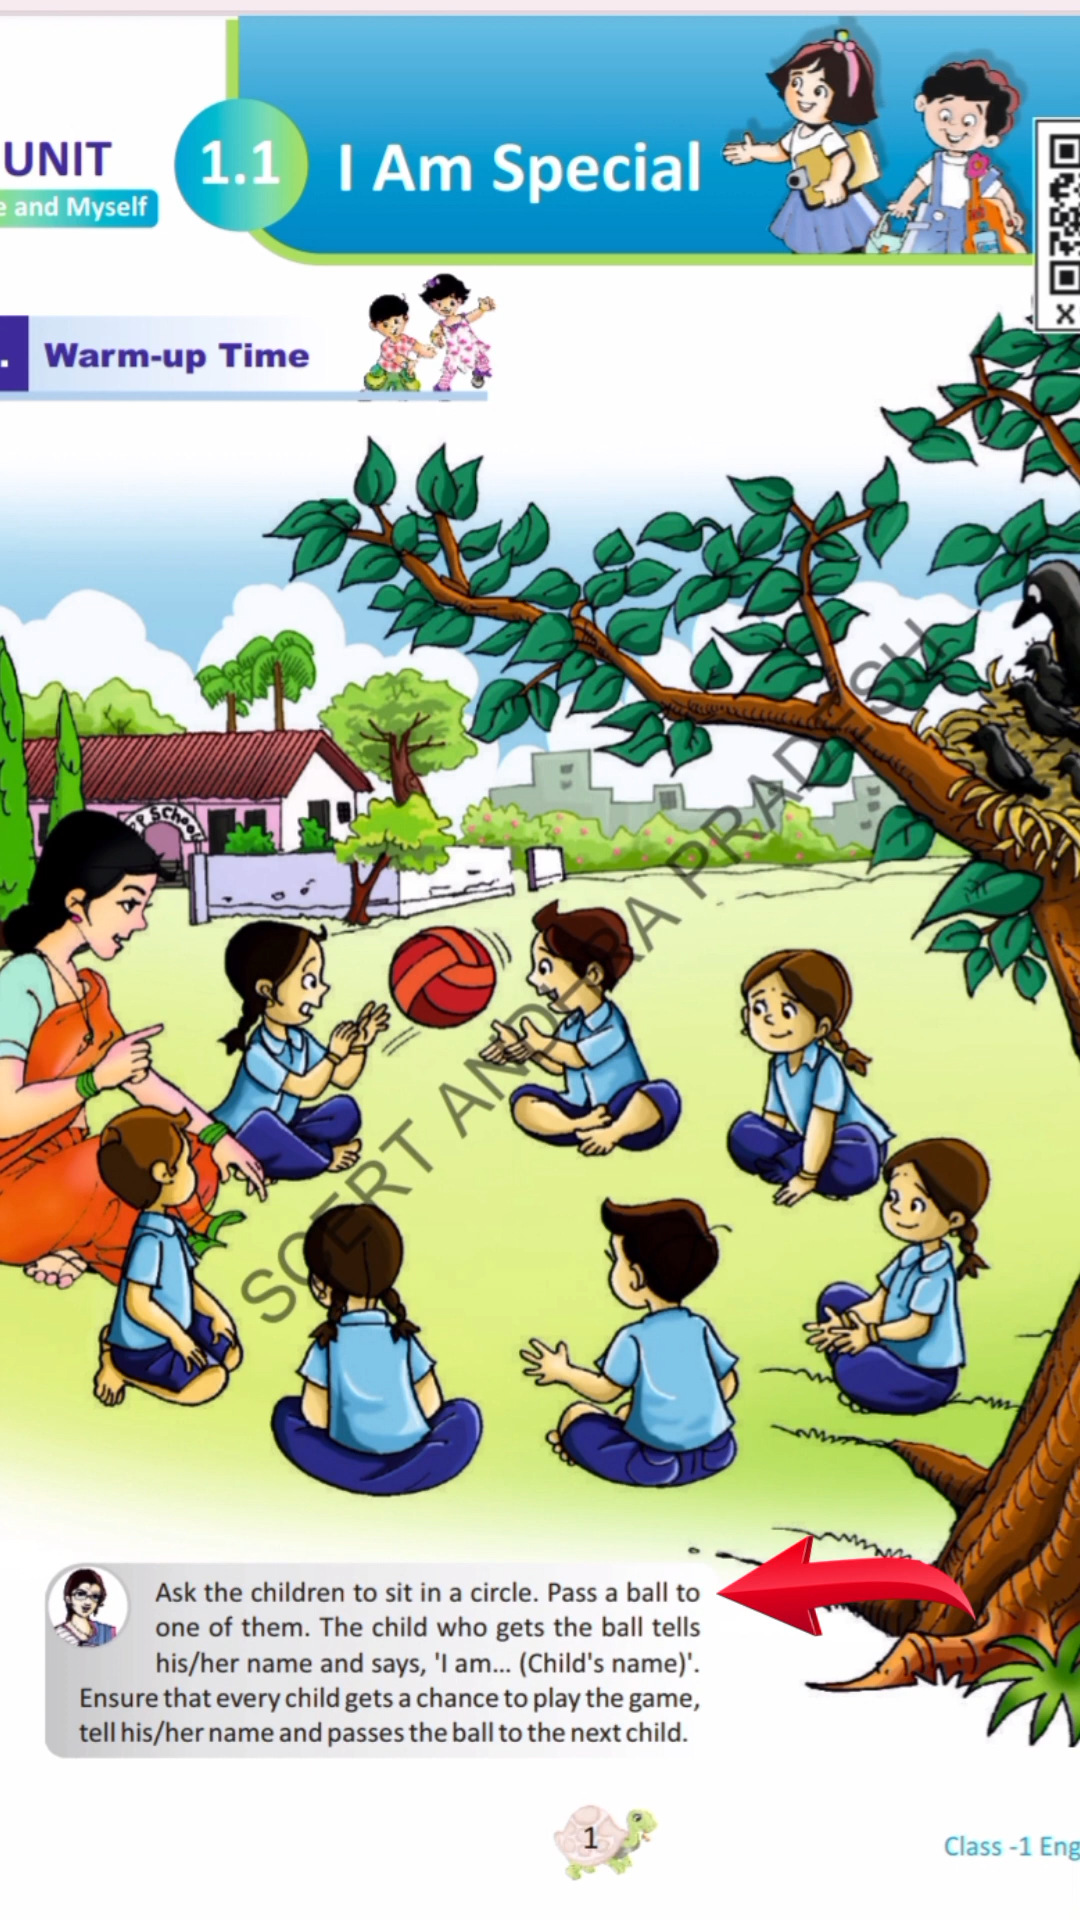 UNIT
1.1
I Am Special
and Myself
X
Warm-up Time
School
SCERT ANDHRA PRADESH
Ask the children to sit in a circle. Pass a ball to
one of them. The child who gets the ball tells
his/her name and says, 'I am... (Child's name)'.
Ensure that every child gets a chance to play the game,
tell his/her name and passes the ball to the next child.
1
Class -1 Eng